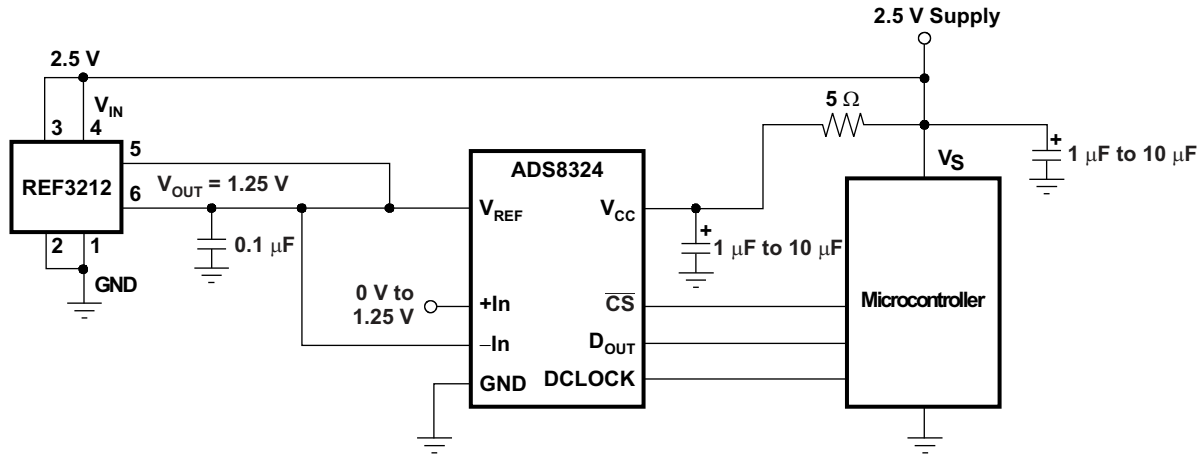 2.5 V Supply
2.5 V
V_IN
3 4
5 Ω
5
REF3212
V_OUT = 1.25 V
6
2 1
GND
0.1 μF
ADS8324
V_REF
V_CC
0 V to
1.25 V
+In
–In
GND
C̅S̅
D_OUT
DCLOCK
+
1 μF to 10 μF
V_S
+
1 μF to 10 μF
Microcontroller